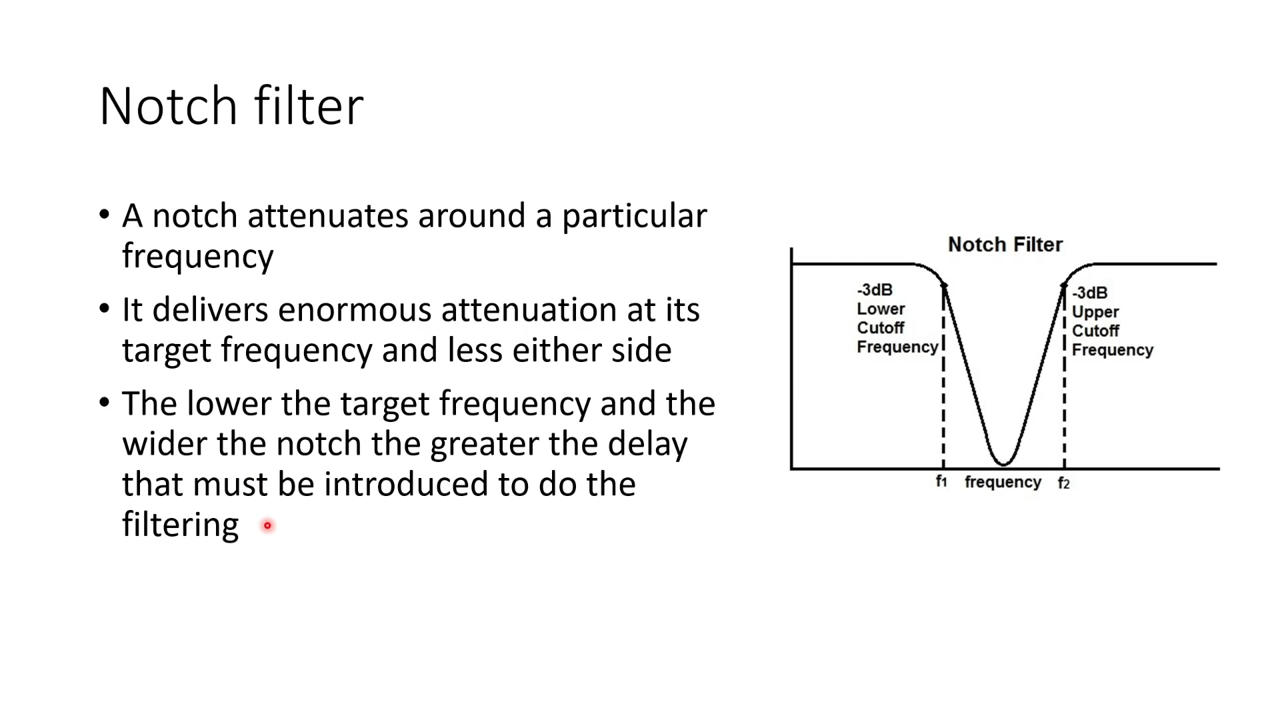 Notch filter
• A notch attenuates around a particular
frequency
• It delivers enormous attenuation at its
target frequency and less either side
• The lower the target frequency and the
wider the notch the greater the delay
that must be introduced to do the
filtering
Notch Filter
-3dB
Lower
Cutoff
Frequency
-3dB
Upper
Cutoff
Frequency
f1 frequency f2